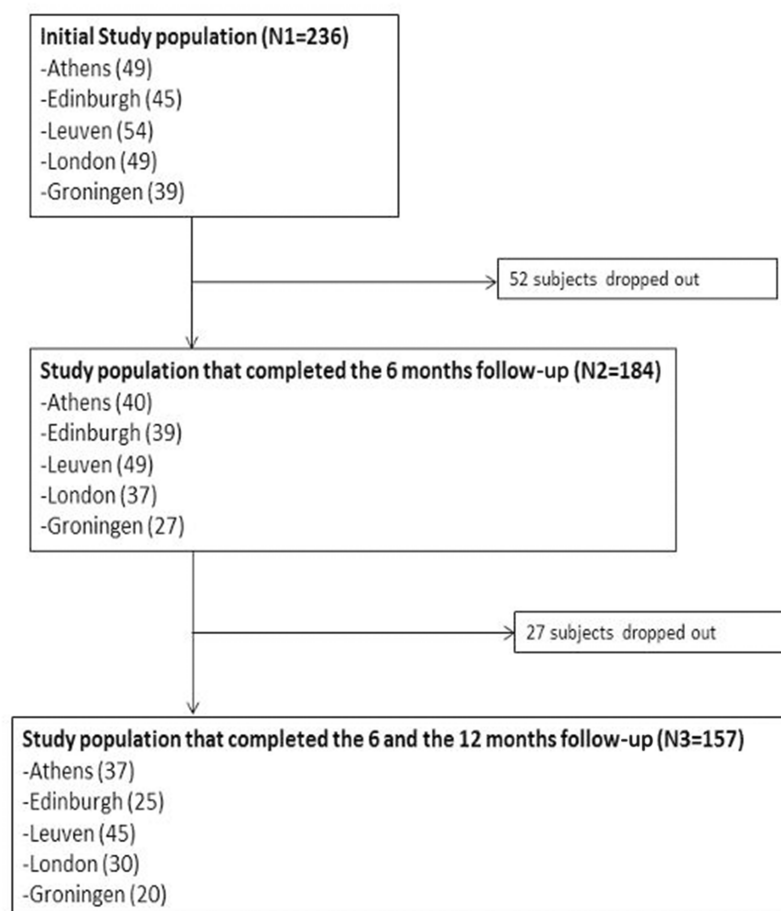 Initial Study population (N1=236)
-Athens (49)
-Edinburgh (45)
-Leuven (54)
-London (49)
-Groningen (39)
52 subjects dropped out
Study population that completed the 6 months follow-up (N2=184)
-Athens (40)
-Edinburgh (39)
-Leuven (49)
-London (37)
-Groningen (27)
27 subjects dropped out
Study population that completed the 6 and the 12 months follow-up (N3=157)
-Athens (37)
-Edinburgh (25)
-Leuven (45)
-London (30)
-Groningen (20)